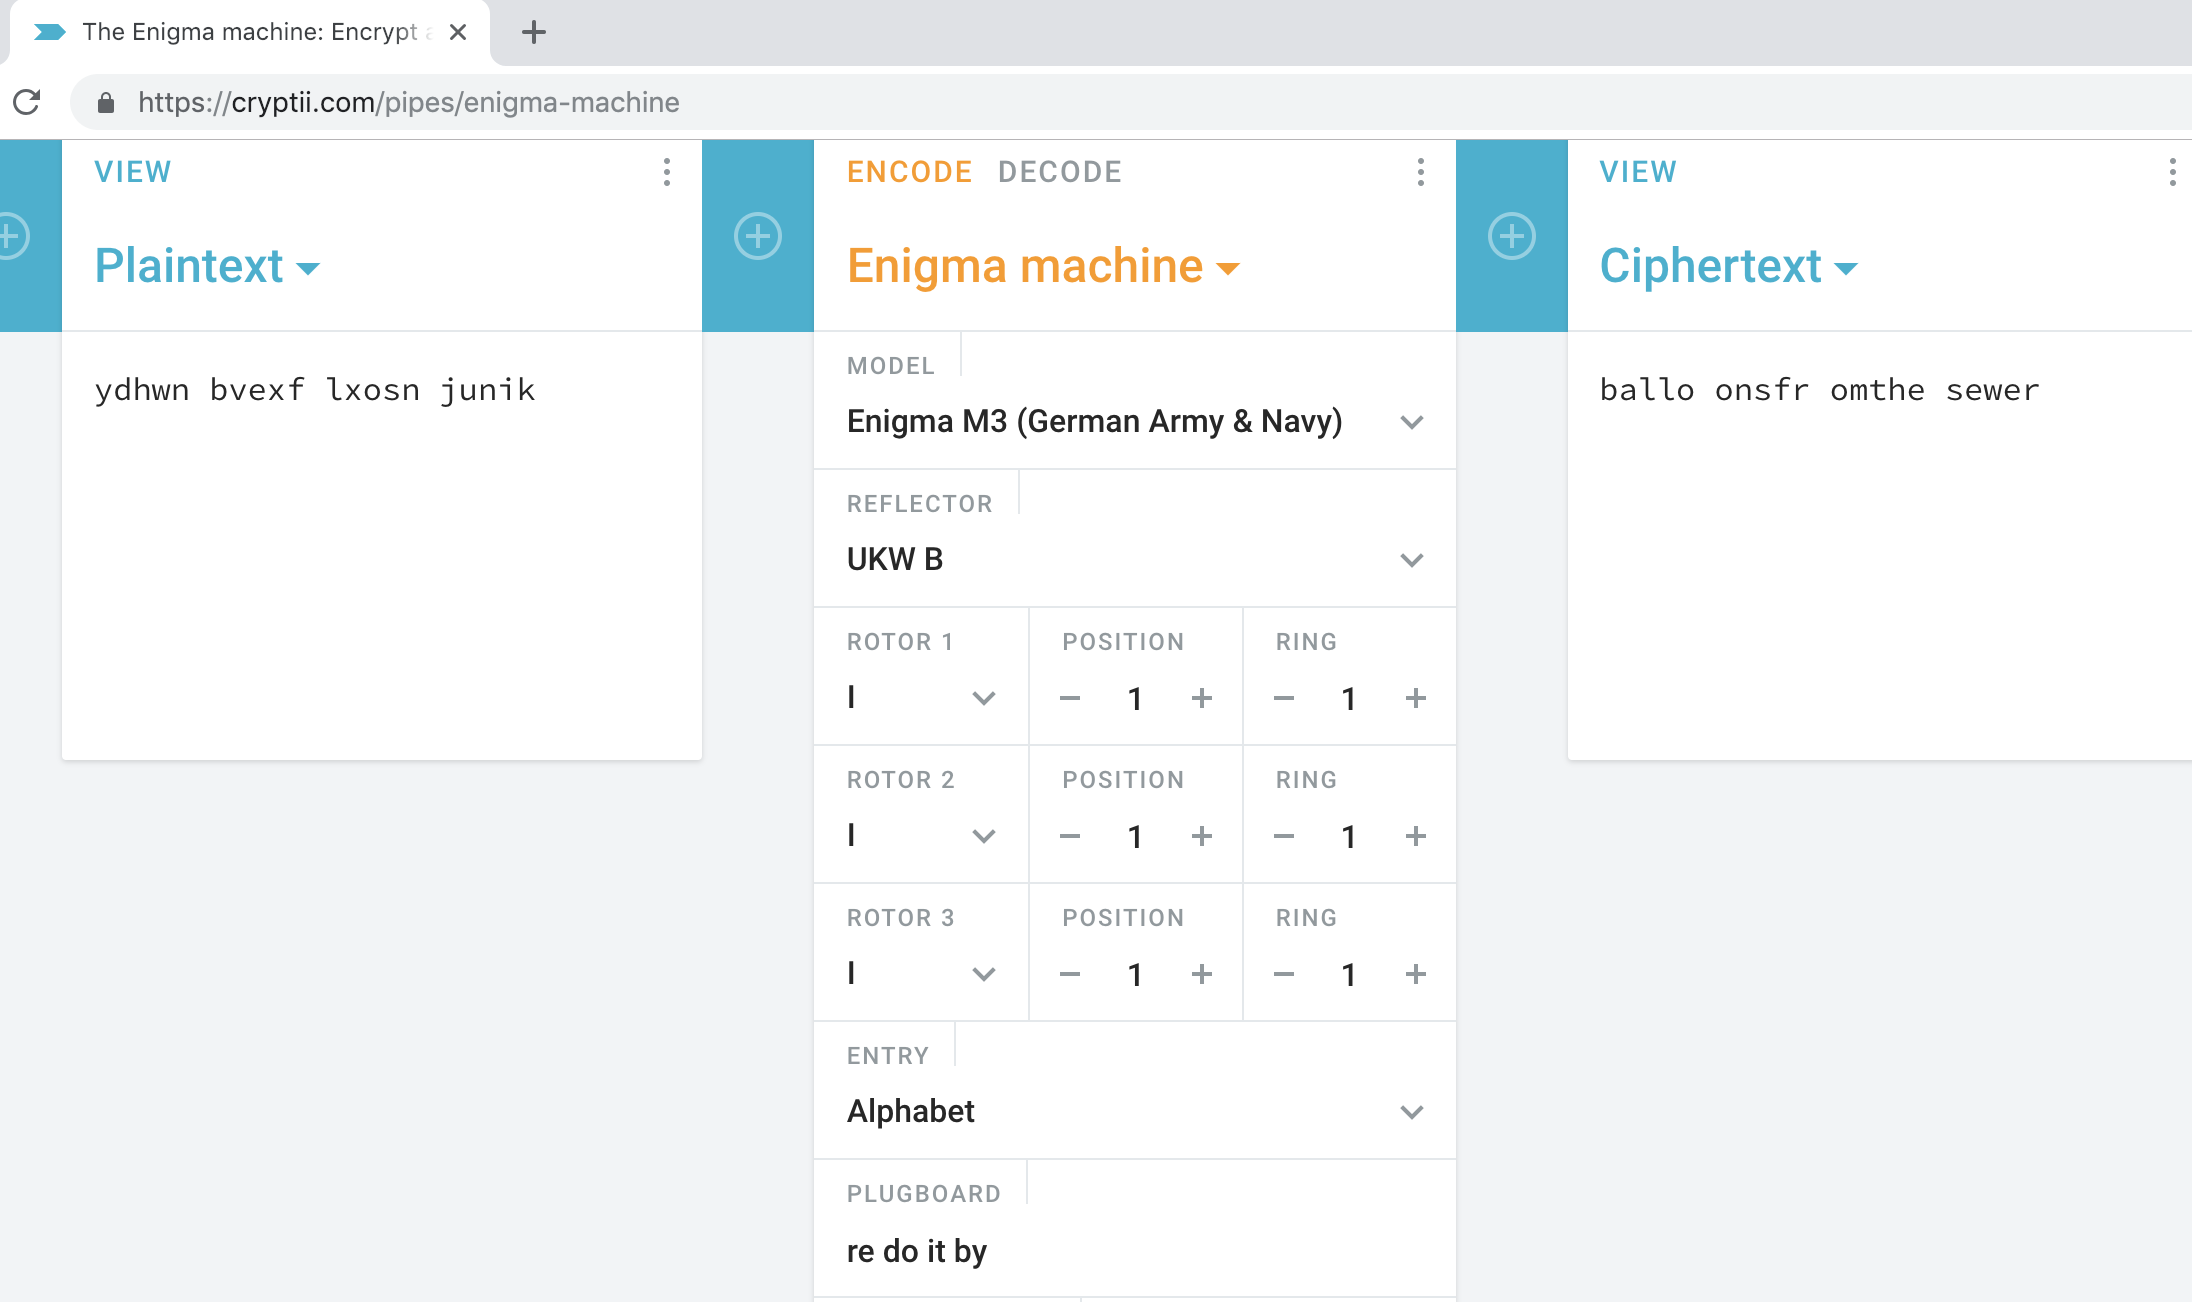 The Enigma machine: Encrypt
https://cryptii.com/pipes/enigma-machine
VIEW
Plaintext
ydhwn bvexf lxosn junik
ENCODE DECODE
Enigma machine
MODEL
Enigma M3 (German Army & Navy)
REFLECTOR
UKW B
ROTOR 1 POSITION RING
I 1 1
ROTOR 2 POSITION RING
I 1 1
ROTOR 3 POSITION RING
I 1 1
ENTRY
Alphabet
PLUGBOARD
re do it by
VIEW
Ciphertext
ballo onsfr omthe sewer